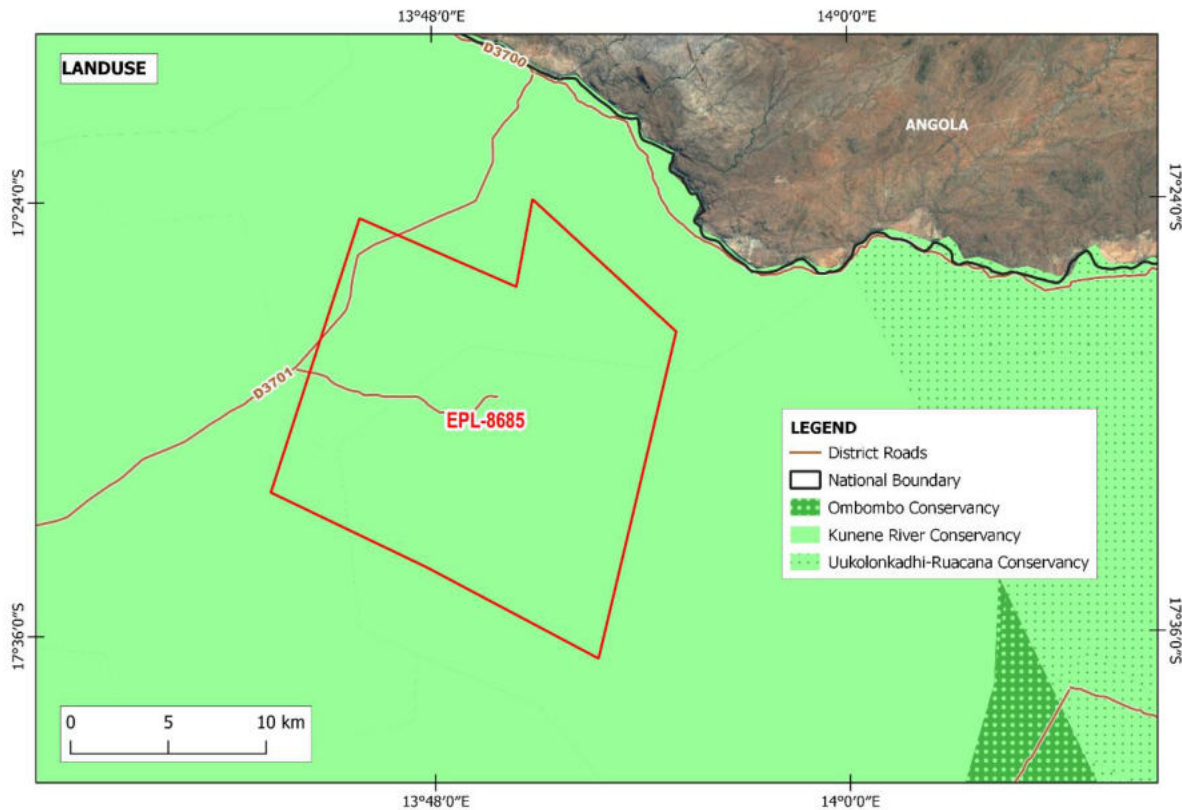 13°48'0"E
14°0'0"E
LANDUSE
D3700
ANGOLA
17°24'0"S
17°24'0"S
D3701
EPL-8685
LEGEND
District Roads
National Boundary
Ombombo Conservancy
Kunene River Conservancy
Uukolonkadhi-Ruacana Conservancy
17°36'0"S
17°36'0"S
0 5 10 km
13°48'0"E
14°0'0"E